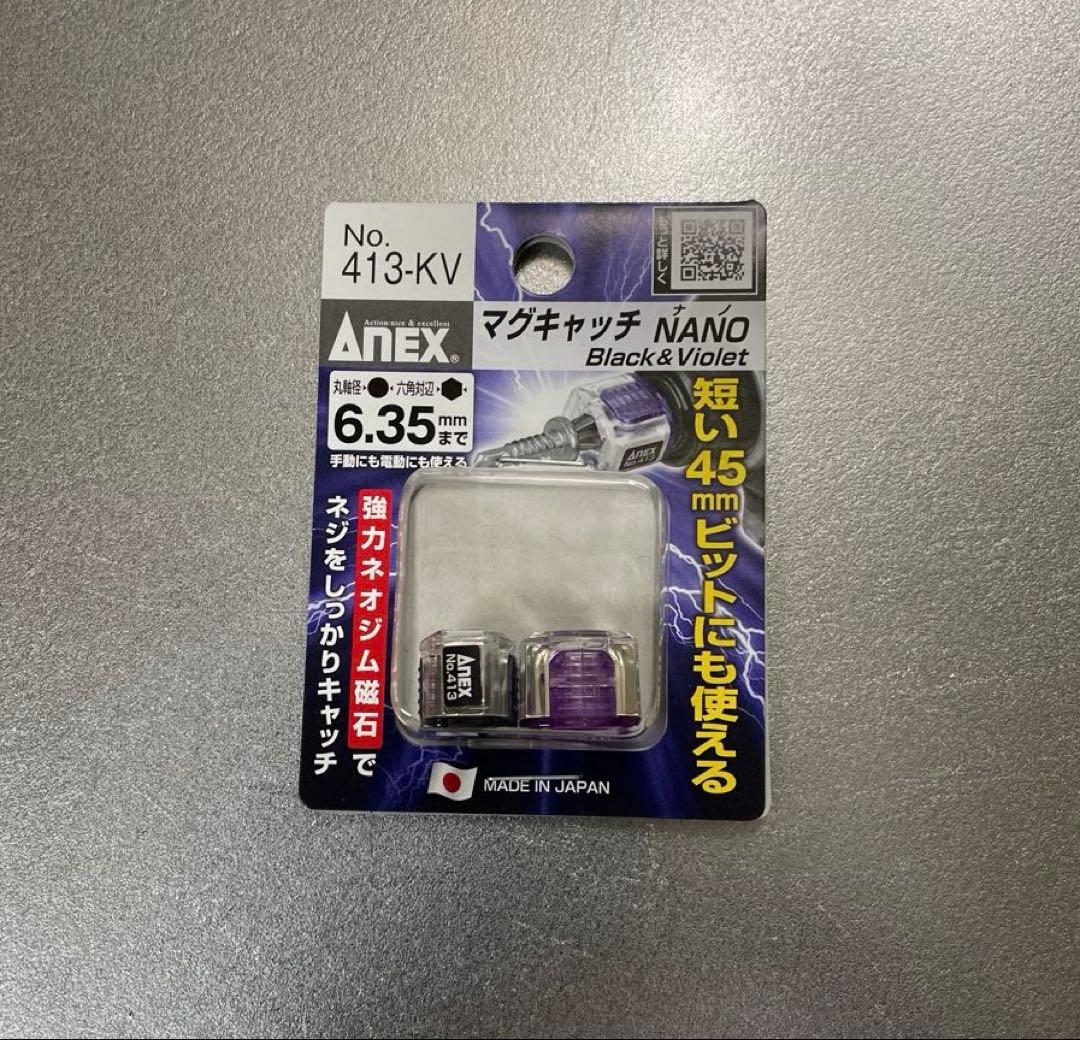 No.
413-KV
もっと詳しく
Action:nice & excellent
ANEX®
マグキャッチ NANO
ナノ
Black&Violet
丸軸径 六角対辺
6.35mmまで
手動にも電動にも使える
ANEX
No.413
短い45mmビットにも使える
強力ネオジム磁石で
ネジをしっかりキャッチ
ANEX
No.413
MADE IN JAPAN